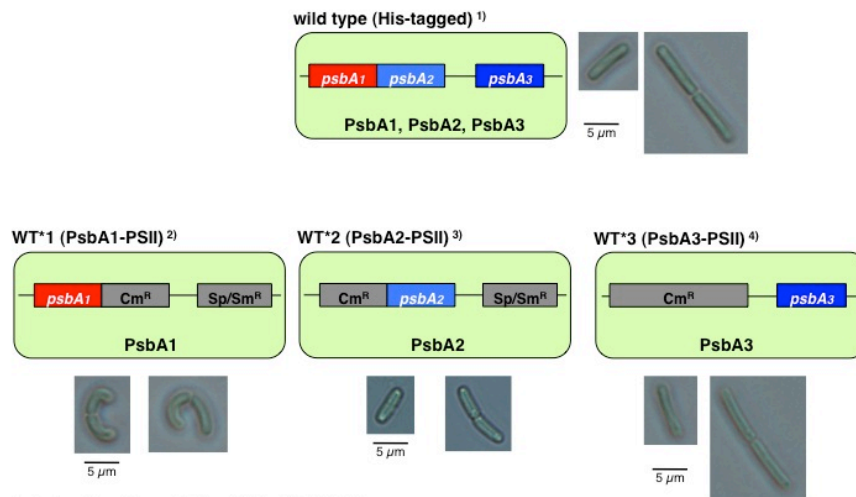 wild type (His-tagged) 1)
psbA1 psbA2 psbA3
PsbA1, PsbA2, PsbA3
5 µm
WT*1 (PsbA1-PSII) 2)
psbA1 CmR Sp/SmR
PsbA1
5 µm
WT*2 (PsbA2-PSII) 3)
CmR psbA2 Sp/SmR
PsbA2
5 µm
WT*3 (PsbA3-PSII) 4)
CmR psbA3
PsbA3
5 µm